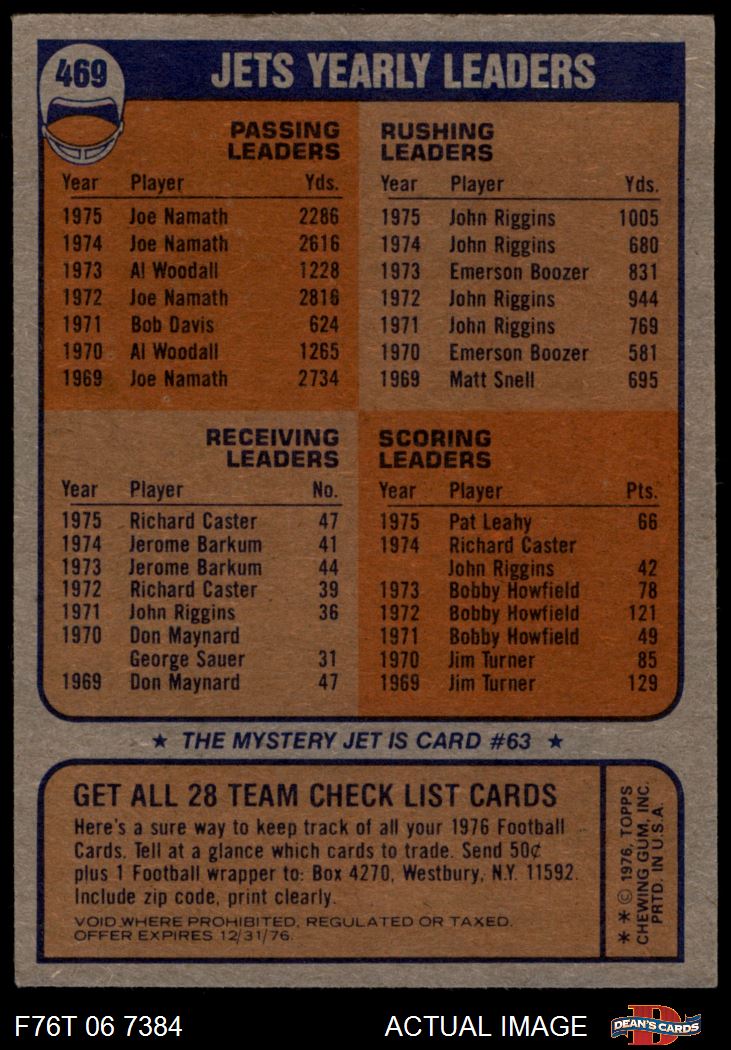 469
JETS YEARLY LEADERS
PASSING
LEADERS
Year Player Yds.
1975 Joe Namath 2286
1974 Joe Namath 2616
1973 Al Woodall 1228
1972 Joe Namath 2816
1971 Bob Davis 624
1970 Al Woodall 1265
1969 Joe Namath 2734
RUSHING
LEADERS
Year Player Yds.
1975 John Riggins 1005
1974 John Riggins 680
1973 Emerson Boozer 831
1972 John Riggins 944
1971 John Riggins 769
1970 Emerson Boozer 581
1969 Matt Snell 695
RECEIVING
LEADERS
Year Player No.
1975 Richard Caster 47
1974 Jerome Barkum 41
1973 Jerome Barkum 44
1972 Richard Caster 39
1971 John Riggins 36
1970 Don Maynard
George Sauer 31
1969 Don Maynard 47
SCORING
LEADERS
Year Player Pts.
1975 Pat Leahy 66
1974 Richard Caster
John Riggins 42
1973 Bobby Howfield 78
1972 Bobby Howfield 121
1971 Bobby Howfield 49
1970 Jim Turner 85
1969 Jim Turner 129
★ THE MYSTERY JET IS CARD #63 ★
GET ALL 28 TEAM CHECK LIST CARDS
Here's a sure way to keep track of all your 1976 Football
Cards. Tell at a glance which cards to trade. Send 50¢
plus 1 Football wrapper to: Box 4270, Westbury, N.Y. 11592.
Include zip code, print clearly.
VOID WHERE PROHIBITED, REGULATED OR TAXED.
OFFER EXPIRES 12/31/76.
** © 1976, TOPPS
CHEWING GUM, INC.
PRTD. IN U.S.A.
F76T 06 7384 ACTUAL IMAGE
D
DEAN'S CARDS